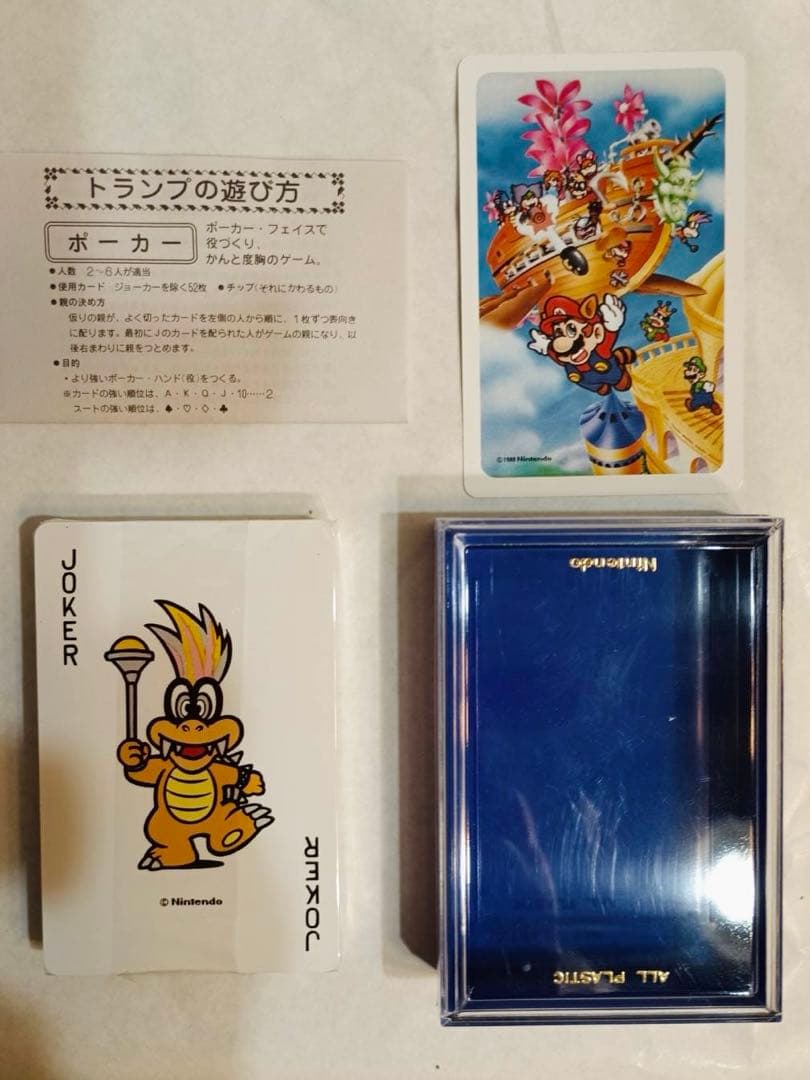 トランプの遊び方
ポーカー
ポーカー・フェイスで
役づくり、
かんと度胸のゲーム。
●人数 2〜6人が適当
●使用カード ジョーカーを除く52枚 ●チップ(それにかわるもの)
●親の決め方
仮りの親が、よく切ったカードを左側の人から順に、1枚ずつ表向き
に配ります。最初にJのカードを配られた人がゲームの親になり、以
後右まわりに親をつとめます。
●目的
・より強いポーカー・ハンド(役)をつくる。
※カードの強い順位は、A・K・Q・J・10……2
スートの強い順位は、♠・♡・♢・♣
©1988 Nintendo
JOKER
© Nintendo
JOKER
Nintendo
ALL PLASTIC